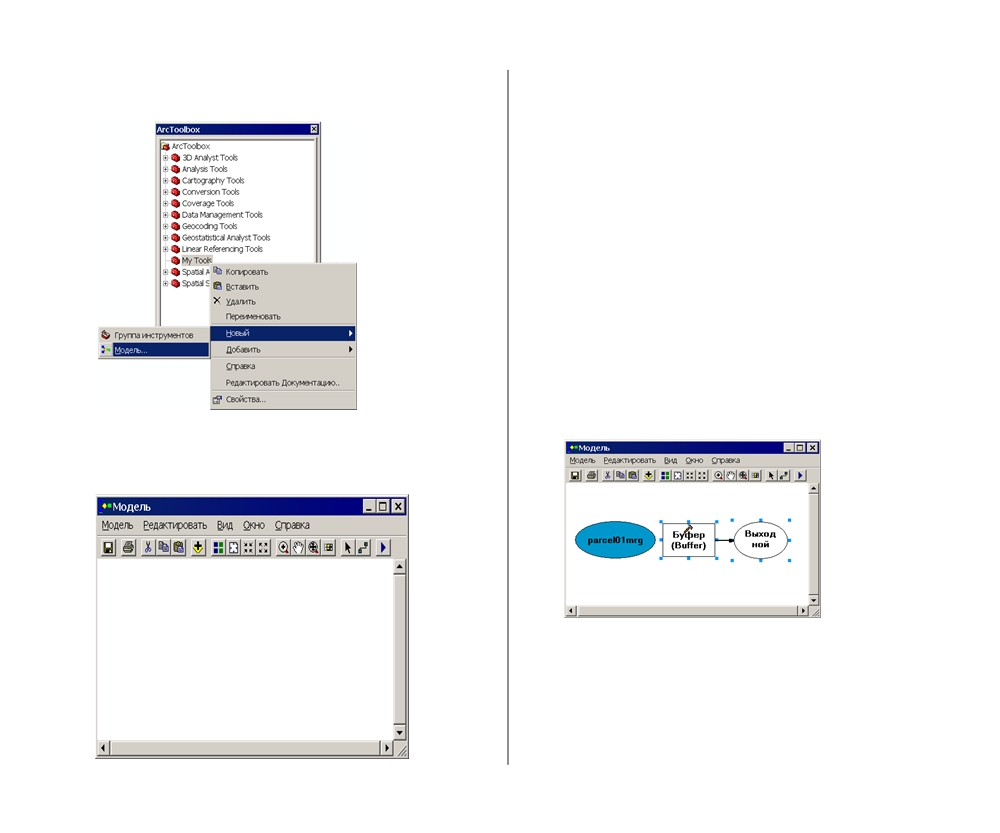 ArcToolbox
ArcToolbox
3D Analyst Tools
Analysis Tools
Cartography Tools
Conversion Tools
Coverage Tools
Data Management Tools
Geocoding Tools
Geostatistical Analyst Tools
Linear Referencing Tools
My Tools
Spatial A
Spatial S
Копировать
Вставить
Удалить
Переименовать
Новый
Добавить
Справка
Редактировать Документацию..
Свойства...
Группа инструментов
Модель...
Модель
Модель Редактировать Вид Окно Справка
Модель
Модель Редактировать Вид Окно Справка
parcel01mrg
Буфер
(Buffer)
Выход
ной